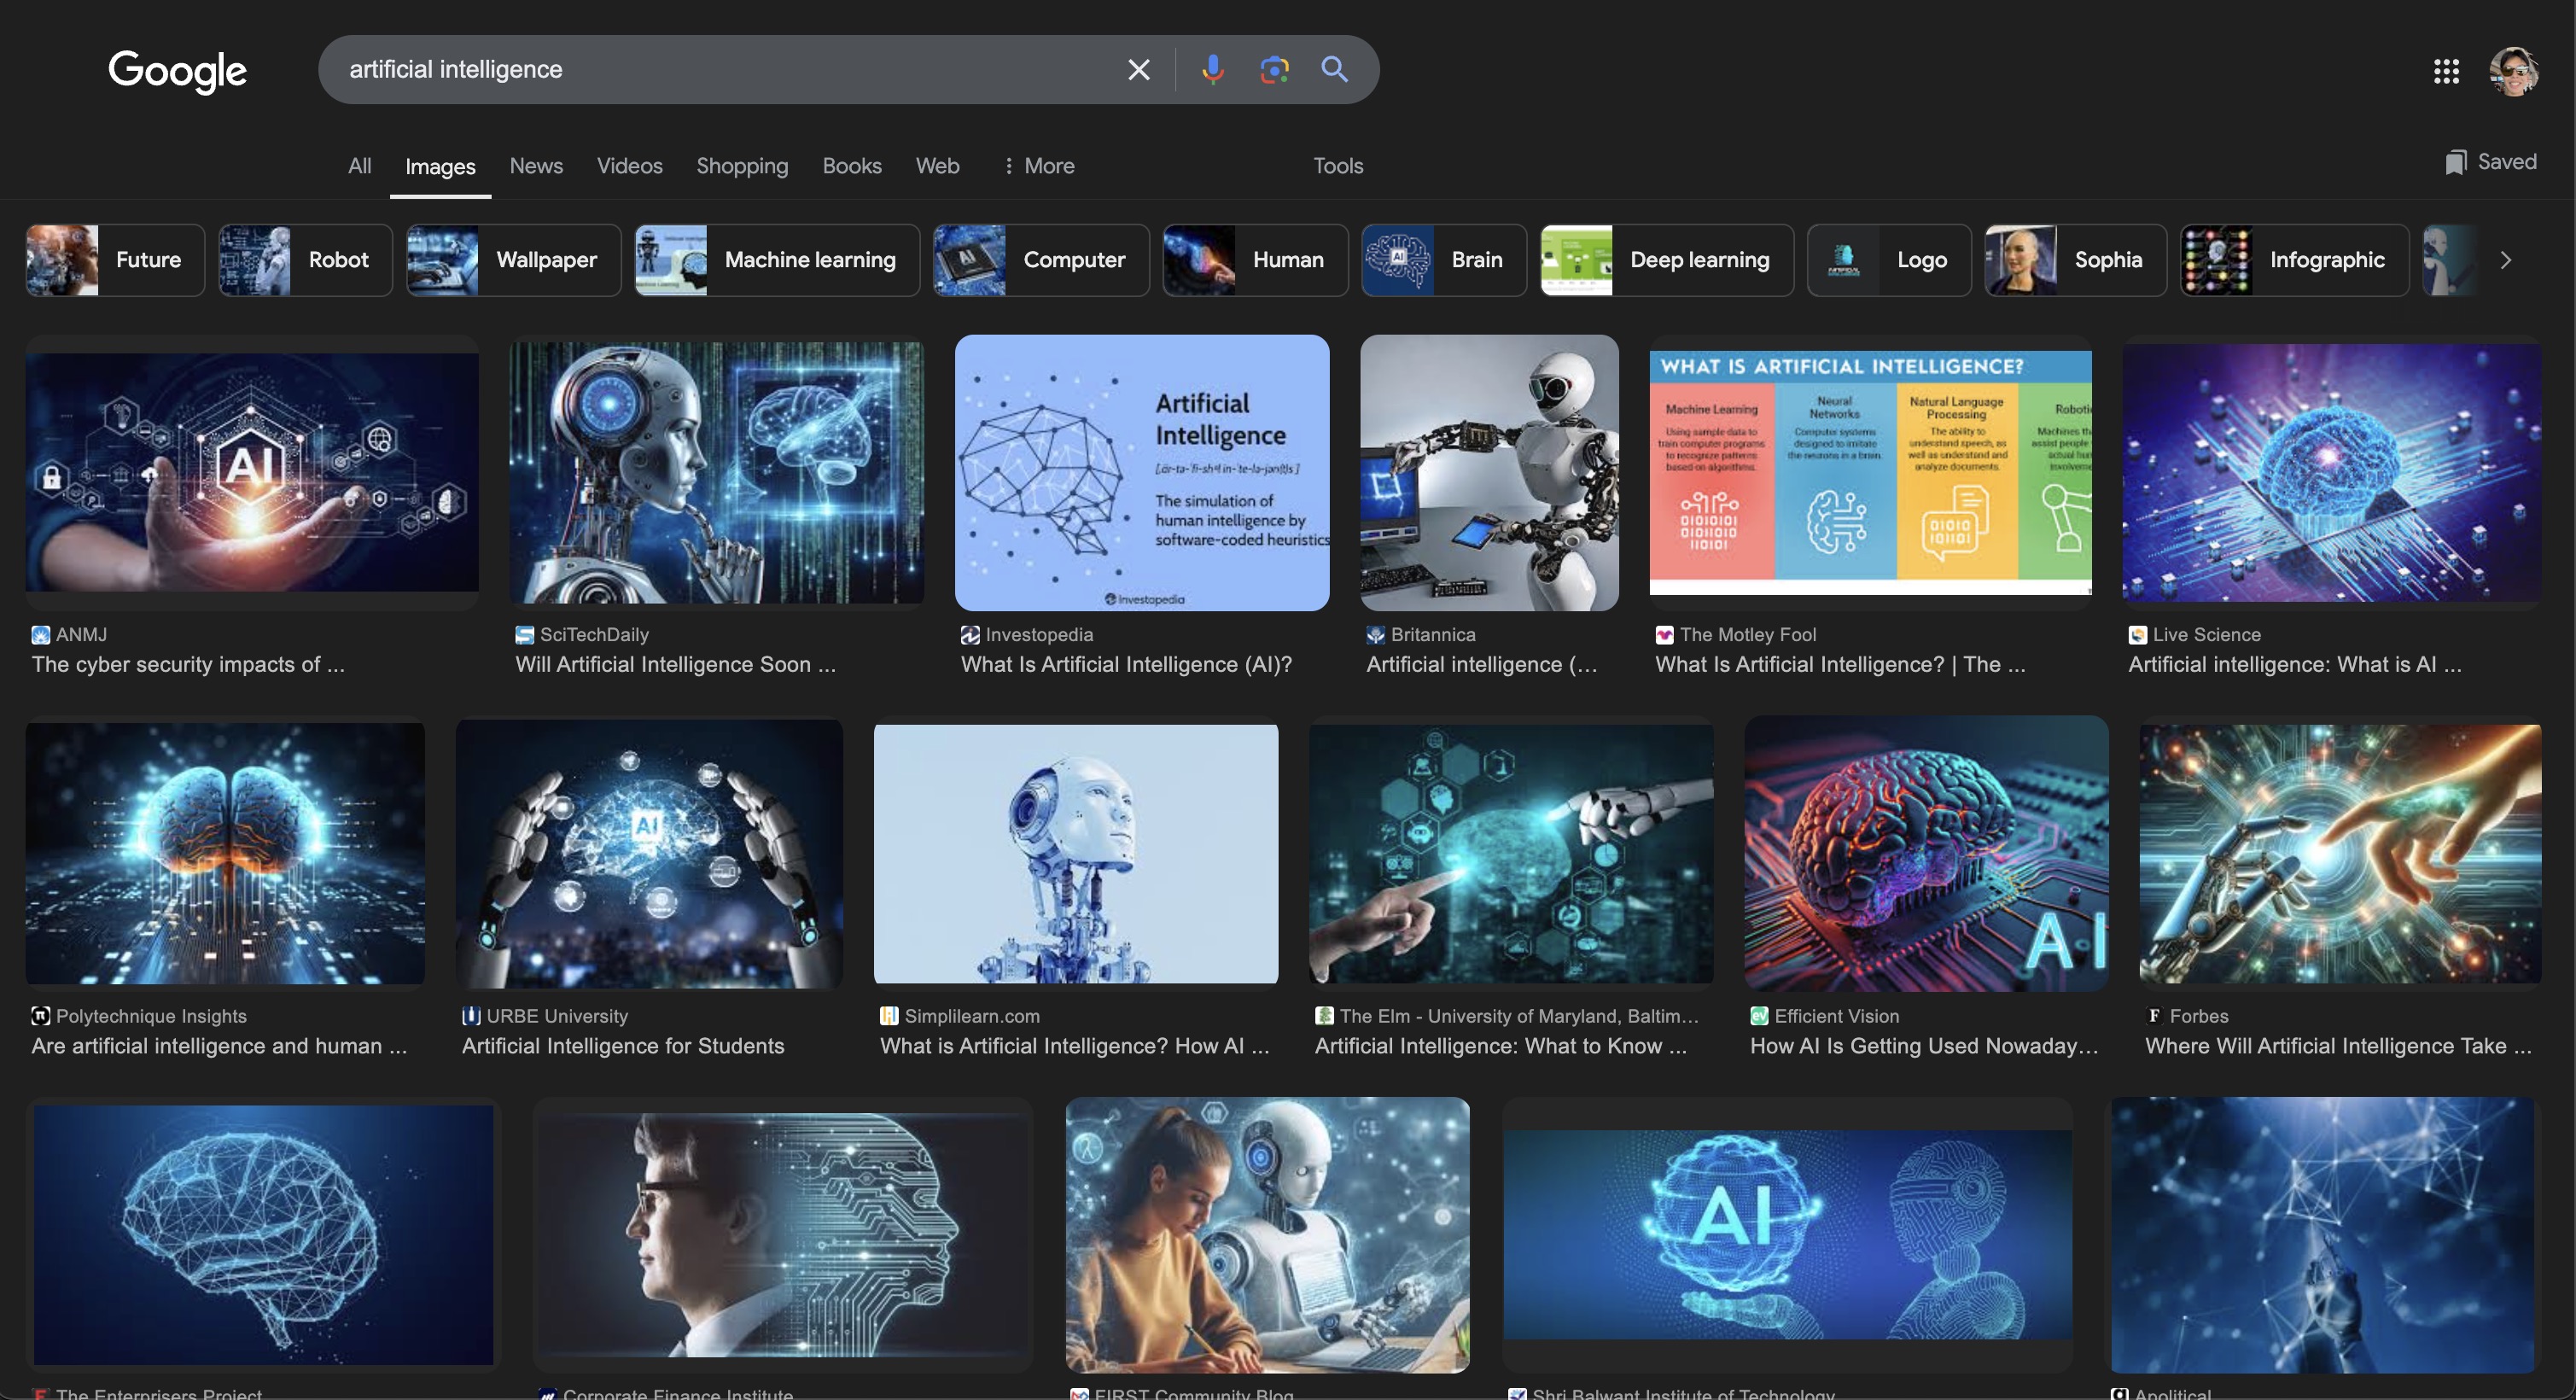 Google
artificial intelligence
All
Images
News
Videos
Shopping
Books
Web
More
Tools
Saved
Future
Robot
Wallpaper
Machine learning
Computer
Human
Brain
Deep learning
Logo
Sophia
Infographic
AI
Artificial
Intelligence
The simulation of
human intelligence by
software-coded heuristics
Investopedia
WHAT IS ARTIFICIAL INTELLIGENCE?
Machine Learning
Using sample data to
train computer programs
to recognize patterns
based on algorithms.
Neural
Networks
Computer systems
designed to imitate
the neurons in a brain.
Natural Language
Processing
The ability to
understand speech, as
well as understand and
analyze documents.
Roboti
Machines th
assist people
actual hu
involveme
ANMJ
The cyber security impacts of ...
SciTechDaily
Will Artificial Intelligence Soon ...
Investopedia
What Is Artificial Intelligence (AI)?
Britannica
Artificial intelligence (...
The Motley Fool
What Is Artificial Intelligence? | The ...
Live Science
Artificial intelligence: What is AI ...
AI
AI
Polytechnique Insights
Are artificial intelligence and human ...
URBE University
Artificial Intelligence for Students
Simplilearn.com
What is Artificial Intelligence? How AI ...
The Elm - University of Maryland, Baltim...
Artificial Intelligence: What to Know ...
Efficient Vision
How AI Is Getting Used Nowaday...
Forbes
Where Will Artificial Intelligence Take ...
AI
The Enterprisers Project
Corporate Finance Institute
FIRST Community Blog
Shri Balwant Institute of Technology
Apolitical